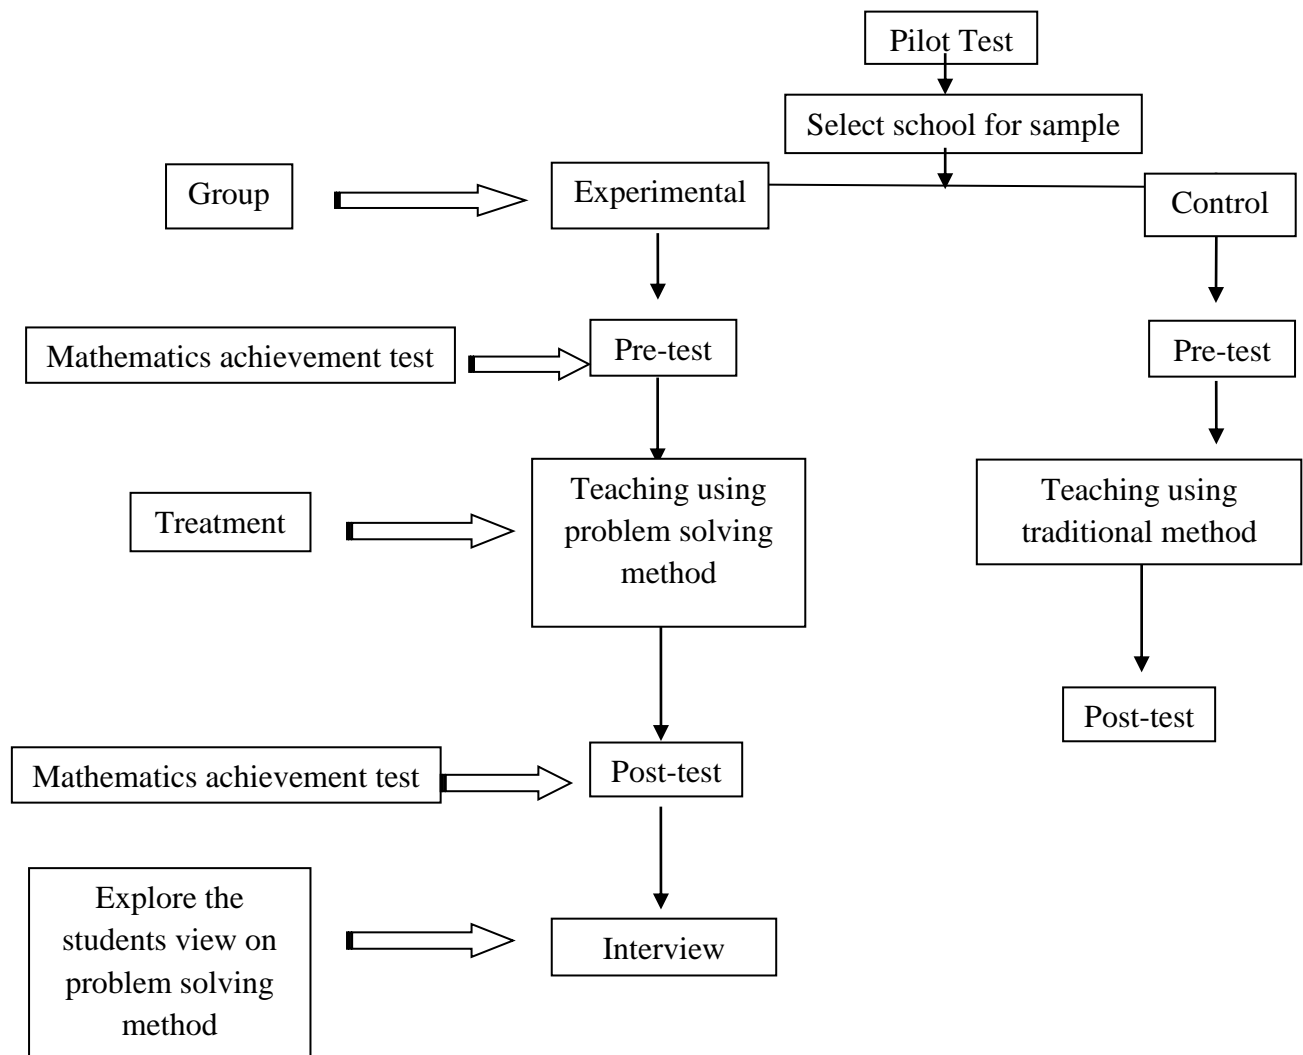 Pilot Test
Select school for sample
Group
Experimental
Control
Mathematics achievement test
Pre-test
Pre-test
Treatment
Teaching using
problem solving
method
Teaching using
traditional method
Post-test
Mathematics achievement test
Post-test
Explore the
students view on
problem solving
method
Interview